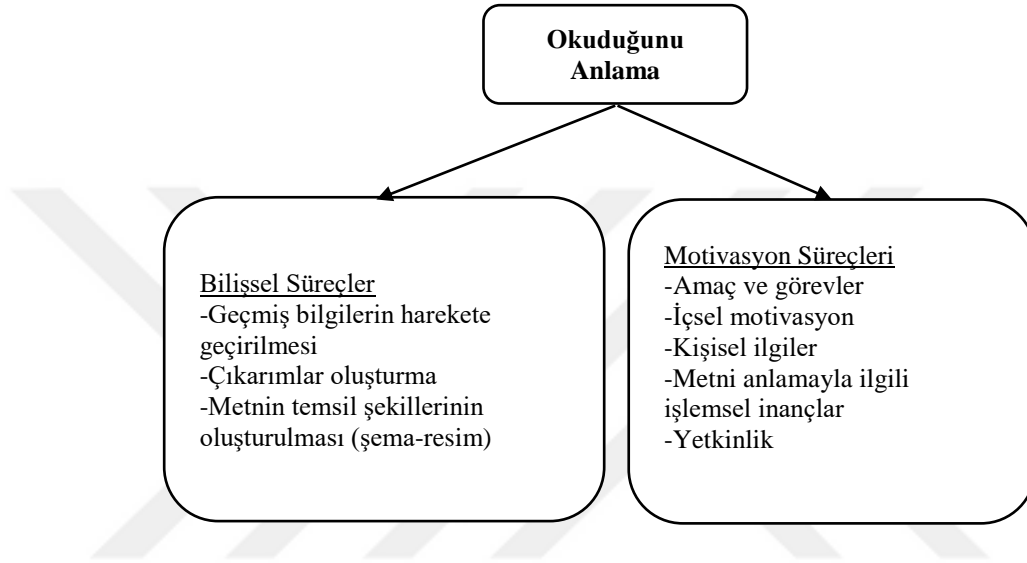 Okuduğunu
Anlama
Bilişsel Süreçler
-Geçmiş bilgilerin harekete
geçirilmesi
-Çıkarımlar oluşturma
-Metnin temsil şekillerinin
oluşturulması (şema-resim)
Motivasyon Süreçleri
-Amaç ve görevler
-İçsel motivasyon
-Kişisel ilgiler
-Metni anlamayla ilgili
işlemsel inançlar
-Yetkinlik